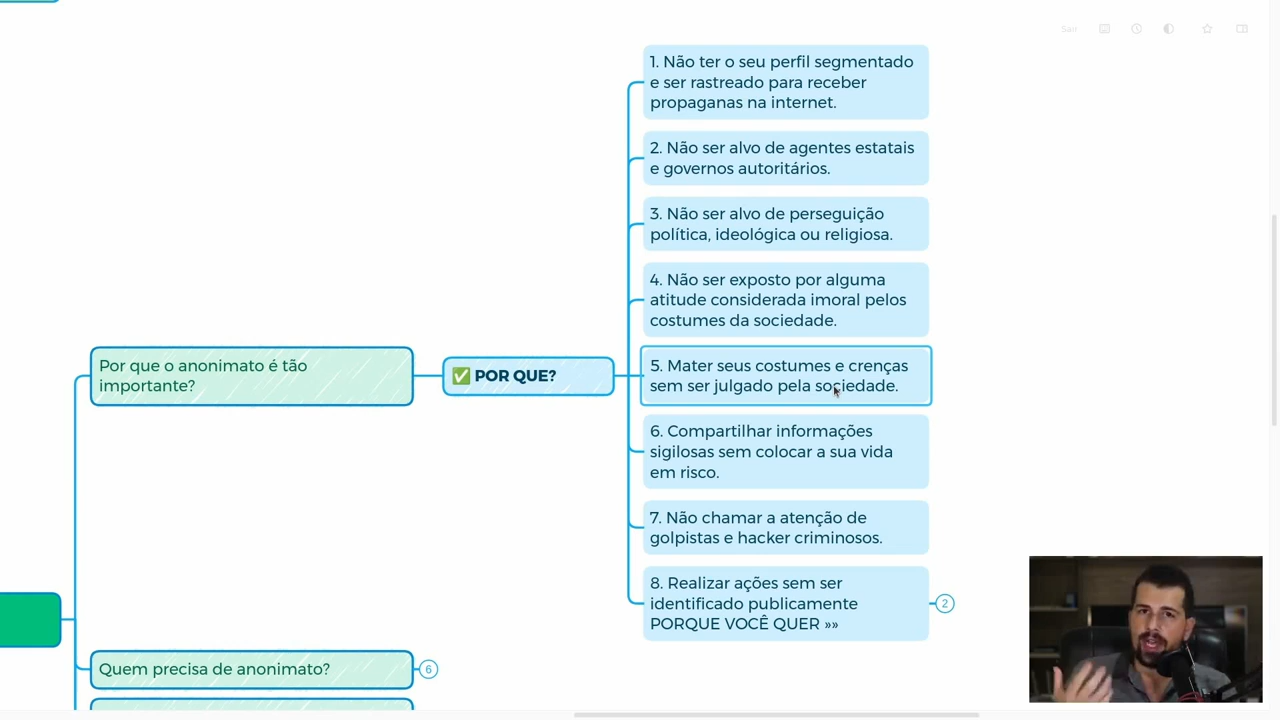 Sair
1. Não ter o seu perfil segmentado
e ser rastreado para receber
propaganas na internet.
2. Não ser alvo de agentes estatais
e governos autoritários.
3. Não ser alvo de perseguição
política, ideológica ou religiosa.
4. Não ser exposto por alguma
atitude considerada imoral pelos
costumes da sociedade.
Por que o anonimato é tão
importante?
✅ POR QUE?
5. Mater seus costumes e crenças
sem ser julgado pela sociedade.
6. Compartilhar informações
sigilosas sem colocar a sua vida
em risco.
7. Não chamar a atenção de
golpistas e hacker criminosos.
8. Realizar ações sem ser
identificado publicamente
PORQUE VOCÊ QUER »»
2
Quem precisa de anonimato?
6